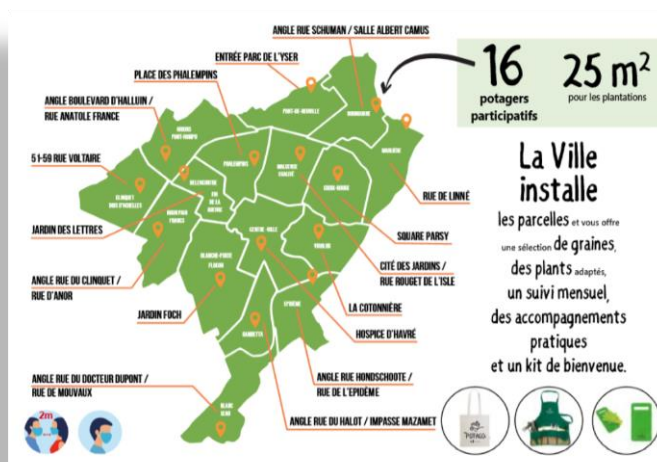 ANGLE RUE SCHUMAN / SALLE ALBERT CAMUS
ENTRÉE PARC DE L'YSER
PLACE DES PHALEMPINS
ANGLE BOULEVARD D'HALLUIN /
RUE ANATOLE FRANCE
51-59 RUE VOLTAIRE
JARDIN DES LETTRES
ANGLE RUE DU CLINQUET /
RUE D'ANOR
JARDIN FOCH
ANGLE RUE DU DOCTEUR DUPONT /
RUE DE MOUVAUX
RUE DE LINNÉ
SQUARE PARSY
CITÉ DES JARDINS /
RUE ROUGET DE L'ISLE
LA COTONNIÈRE
HOSPICE D'HAVRÉ
ANGLE RUE HONDSCHOOTE /
RUE DE L'EPIDÈME
ANGLE RUE DU HALOT / IMPASSE MAZAMET
PONT-DE-NEUVILLE
PHALEMPINS
BELENCONTRE
CENTRE-VILLE
BLANCHE-PORTE
EPIDÈME
BLANC
SEAU
16
potagers
participatifs
25 m²
pour les plantations
La Ville
installe
les parcelles et vous offre
une sélection de graines,
des plants adaptés,
un suivi mensuel,
des accompagnements
pratiques
et un kit de bienvenue.
2m